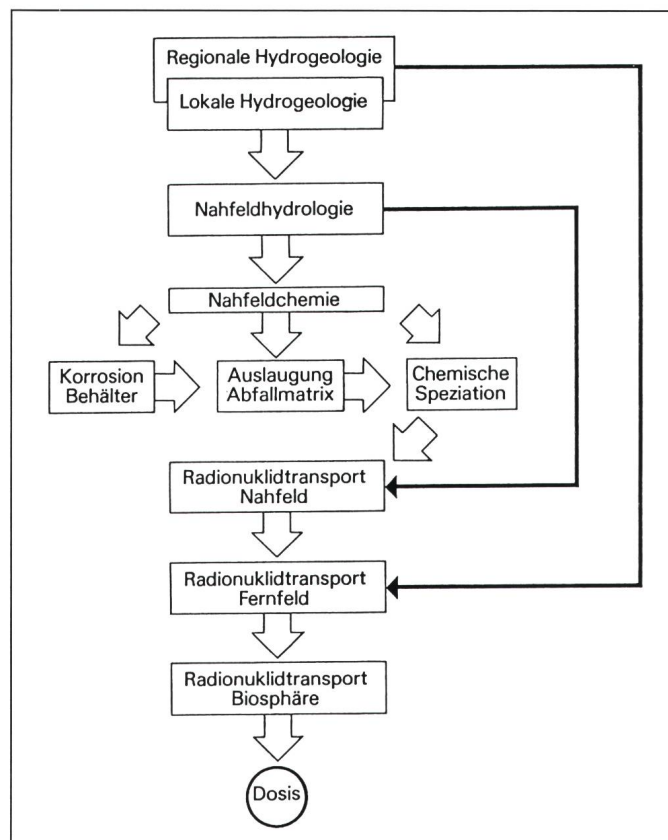 Regionale Hydrogeologie
Lokale Hydrogeologie
Nahfeldhydrologie
Nahfeldchemie
Korrosion
Behälter
Auslaugung
Abfallmatrix
Chemische
Speziation
Radionuklidtransport
Nahfeld
Radionuklidtransport
Fernfeld
Radionuklidtransport
Biosphäre
Dosis